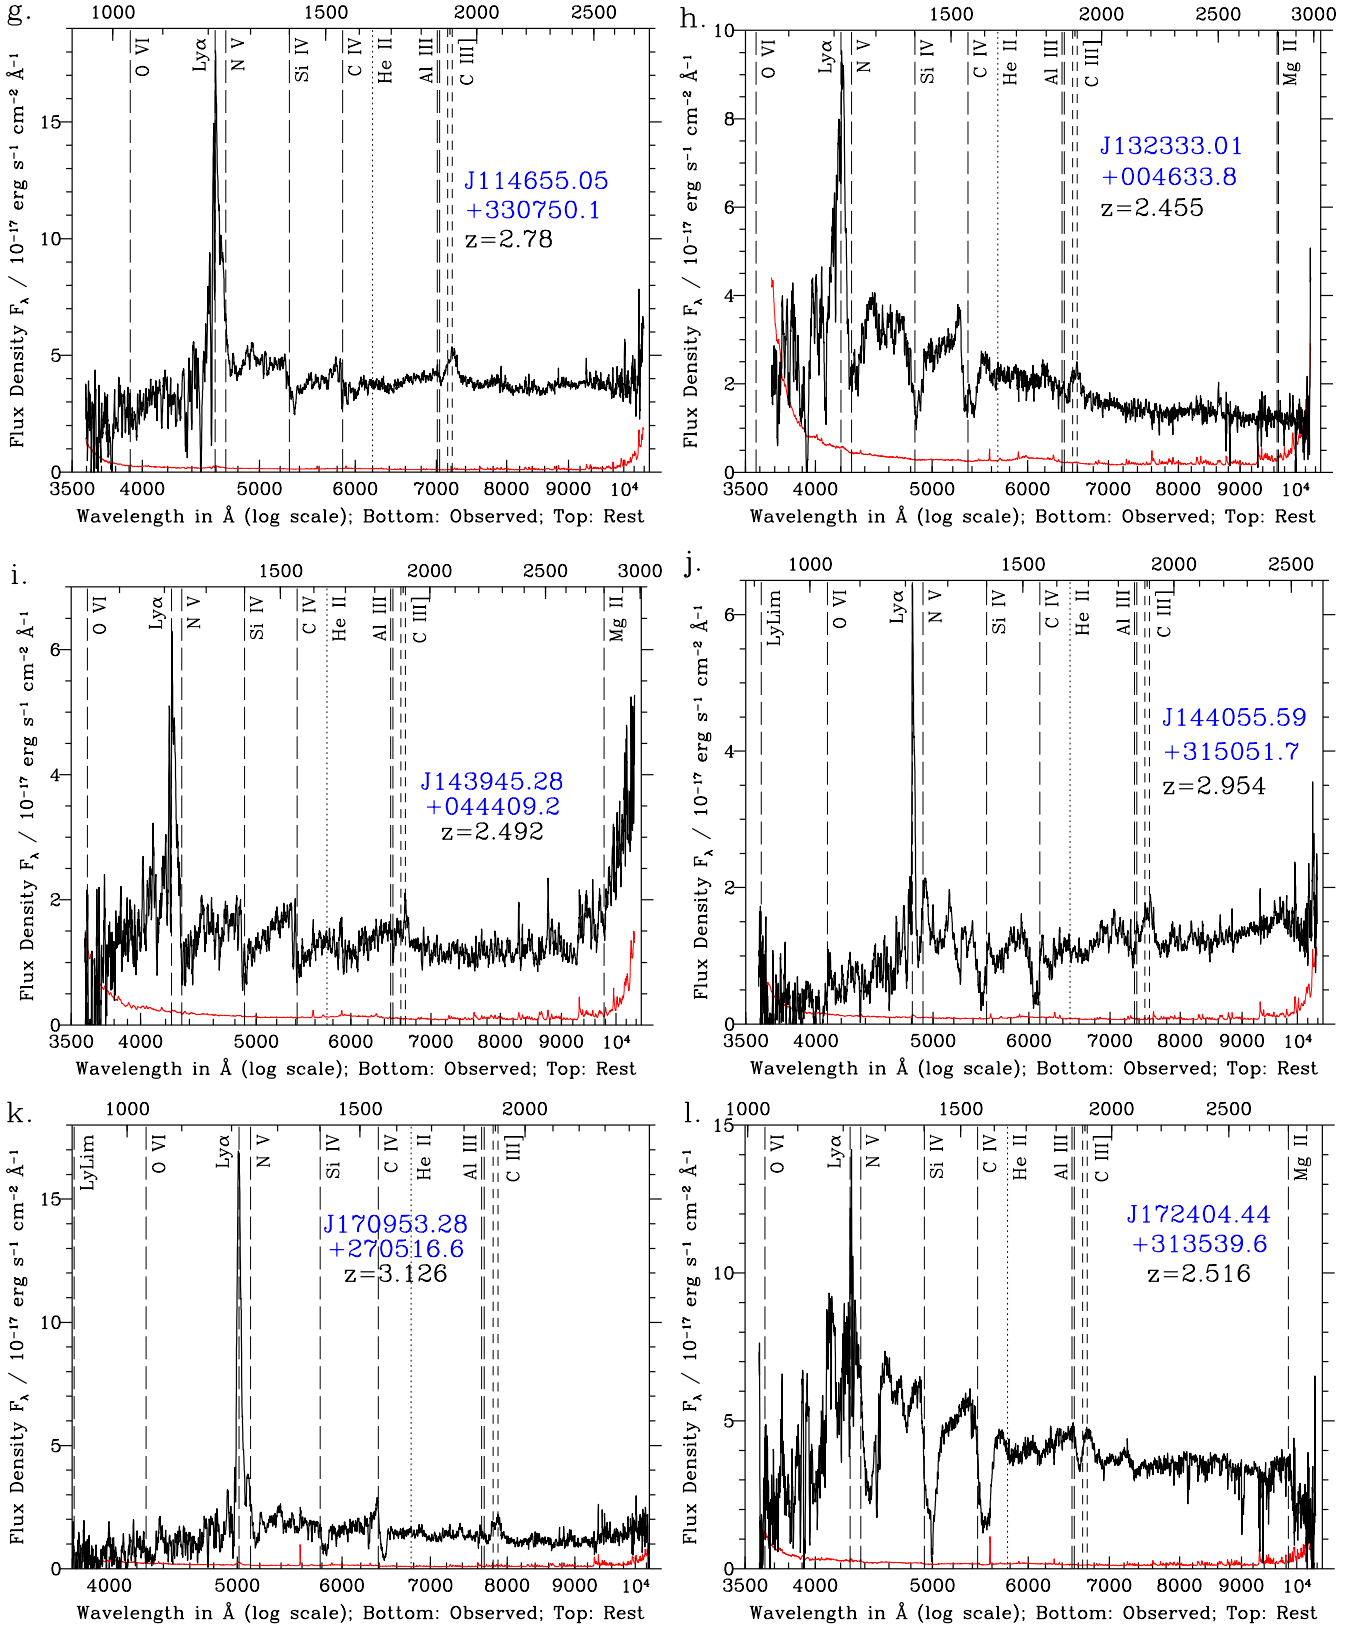 g.
1000 1500 2000 2500
O VI Lyα N V Si IV C IV He II Al III C III]
J114655.05
+330750.1
z=2.78
15
10
5
0
Flux Density F_λ / 10⁻¹⁷ erg s⁻¹ cm⁻² Å⁻¹
3500 4000 5000 6000 7000 8000 9000 10⁴
Wavelength in Å (log scale); Bottom: Observed; Top: Rest
h.
1500 2000 2500 3000
O VI Lyα N V Si IV C IV He II Al III C III] Mg II
J132333.01
+004633.8
z=2.455
10
8
6
4
2
0
Flux Density F_λ / 10⁻¹⁷ erg s⁻¹ cm⁻² Å⁻¹
3500 4000 5000 6000 7000 8000 9000 10⁴
Wavelength in Å (log scale); Bottom: Observed; Top: Rest
i.
1500 2000 2500 3000
O VI Lyα N V Si IV C IV He II Al III C III] Mg II
J143945.28
+044409.2
z=2.492
6
4
2
0
Flux Density F_λ / 10⁻¹⁷ erg s⁻¹ cm⁻² Å⁻¹
4000 5000 6000 7000 8000 9000 10⁴
Wavelength in Å (log scale); Bottom: Observed; Top: Rest
j.
1000 1500 2000 2500
LyLim O VI Lyα N V Si IV C IV He II Al III C III]
J144055.59
+315051.7
z=2.954
6
4
2
0
Flux Density F_λ / 10⁻¹⁷ erg s⁻¹ cm⁻² Å⁻¹
3500 4000 5000 6000 7000 8000 9000 10⁴
Wavelength in Å (log scale); Bottom: Observed; Top: Rest
k.
1000 1500 2000
LyLim O VI Lyα N V Si IV C IV He II Al III C III]
J170953.28
+270516.6
z=3.126
15
10
5
0
Flux Density F_λ / 10⁻¹⁷ erg s⁻¹ cm⁻² Å⁻¹
4000 5000 6000 7000 8000 9000 10⁴
Wavelength in Å (log scale); Bottom: Observed; Top: Rest
l.
1000 1500 2000 2500
O VI Lyα N V Si IV C IV He II Al III C III] Mg II
J172404.44
+313539.6
z=2.516
15
10
5
0
Flux Density F_λ / 10⁻¹⁷ erg s⁻¹ cm⁻² Å⁻¹
3500 4000 5000 6000 7000 8000 9000 10⁴
Wavelength in Å (log scale); Bottom: Observed; Top: Rest